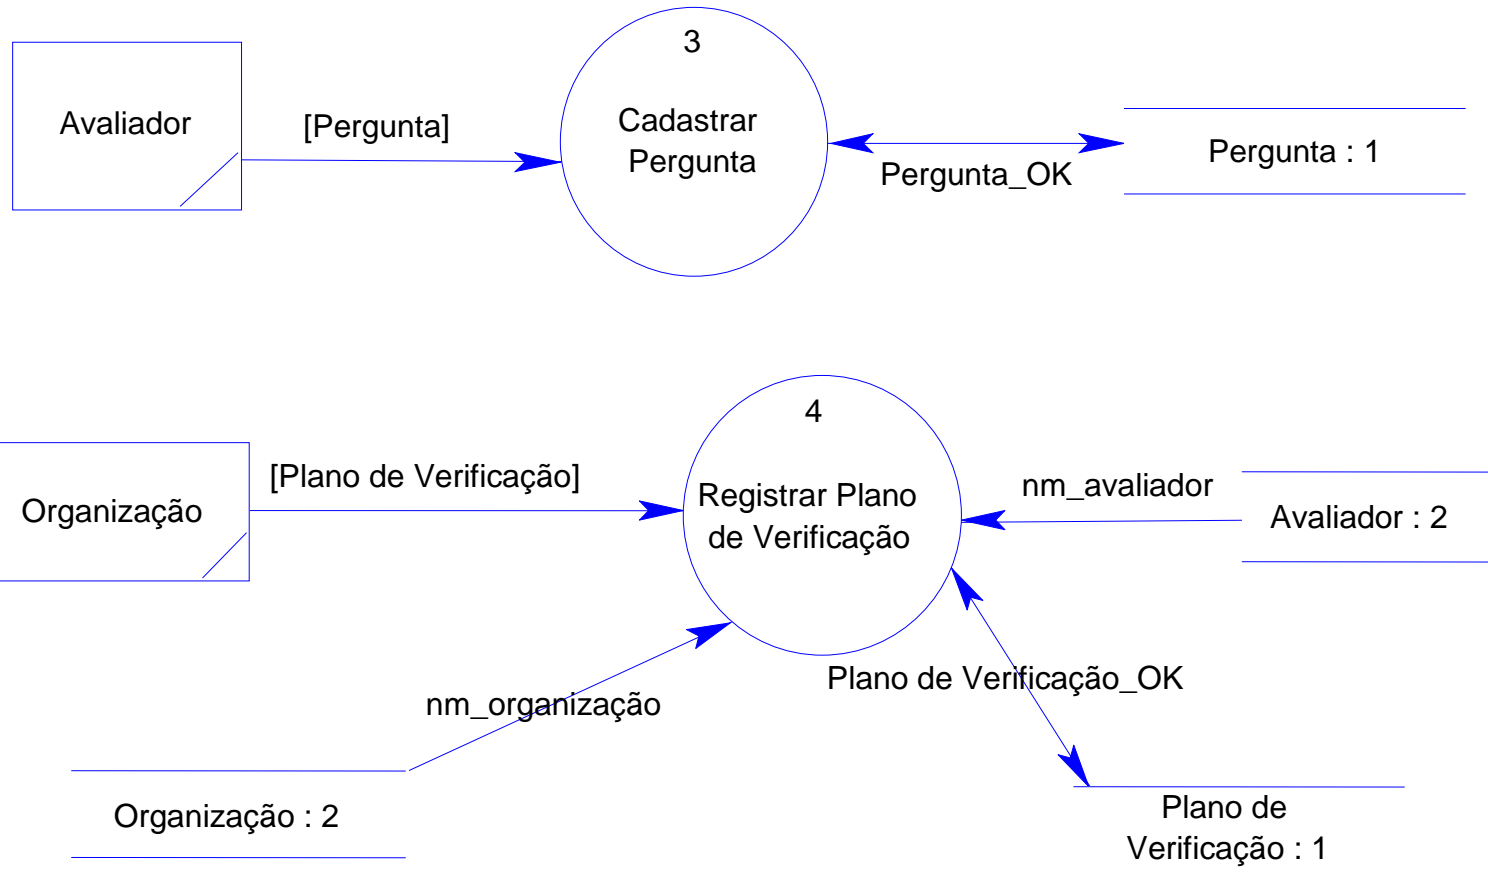 3
Avaliador
[Pergunta]
Cadastrar
Pergunta
Pergunta_OK
Pergunta : 1
4
Organização
[Plano de Verificação]
Registrar Plano
de Verificação
nm_avaliador
Avaliador : 2
nm_organização
Plano de Verificação_OK
Organização : 2
Plano de
Verificação : 1